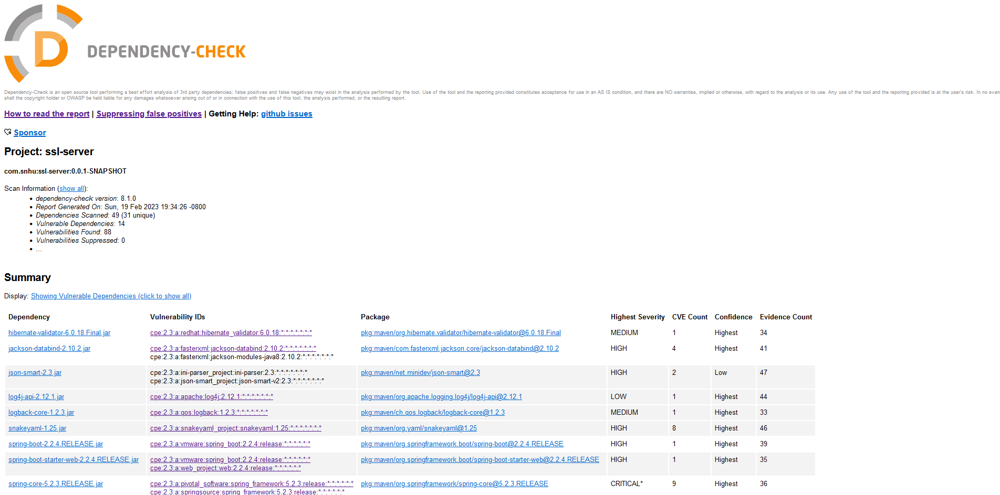 D
DEPENDENCY-CHECK
Dependency-Check is an open source tool performing a best effort analysis of 3rd party dependencies; false positives and false negatives may exist in the analysis performed by the tool. Use of the tool and the reporting provided constitutes acceptance for use in an AS IS condition, and there are NO warranties, implied or otherwise, with regard to the analysis or its use. Any use of the tool and the reporting provided is at the user's risk. In no even
shall the copyright holder or OWASP be held liable for any damages whatsoever arising out of or in connection with the use of this tool, the analysis performed, or the resulting report.
How to read the report | Suppressing false positives | Getting Help: github issues
Sponsor
Project: ssl-server
com.snhu:ssl-server:0.0.1-SNAPSHOT
Scan Information (show all):
• dependency-check version: 8.1.0
• Report Generated On: Sun, 19 Feb 2023 19:34:26 -0800
• Dependencies Scanned: 49 (31 unique)
• Vulnerable Dependencies: 14
• Vulnerabilities Found: 88
• Vulnerabilities Suppressed: 0
• ...
Summary
Display: Showing Vulnerable Dependencies (click to show all)
Dependency Vulnerability IDs Package Highest Severity CVE Count Confidence Evidence Count
hibernate-validator-6.0.18.Final.jar cpe:2.3:a:redhat:hibernate_validator:6.0.18:*:*:*:*:*:*:* pkg:maven/org.hibernate.validator/hibernate-validator@6.0.18.Final MEDIUM 1 Highest 34
jackson-databind-2.10.2.jar cpe:2.3:a:fasterxml:jackson-databind:2.10.2:*:*:*:*:*:*:* pkg:maven/com.fasterxml.jackson.core/jackson-databind@2.10.2 HIGH 4 Highest 41
cpe:2.3:a:fasterxml:jackson-modules-java8:2.10.2:*:*:*:*:*:*:*
json-smart-2.3.jar cpe:2.3:a:ini-parser_project:ini-parser:2.3:*:*:*:*:*:*:* pkg:maven/net.minidev/json-smart@2.3 HIGH 2 Low 47
cpe:2.3:a:json-smart_project:json-smart-v2:2.3:*:*:*:*:*:*:*
log4j-api-2.12.1.jar cpe:2.3:a:apache:log4j:2.12.1:*:*:*:*:*:*:* pkg:maven/org.apache.logging.log4j/log4j-api@2.12.1 LOW 1 Highest 44
logback-core-1.2.3.jar cpe:2.3:a:qos:logback:1.2.3:*:*:*:*:*:*:* pkg:maven/ch.qos.logback/logback-core@1.2.3 MEDIUM 1 Highest 33
snakeyaml-1.25.jar cpe:2.3:a:snakeyaml_project:snakeyaml:1.25:*:*:*:*:*:*:* pkg:maven/org.yaml/snakeyaml@1.25 HIGH 8 Highest 46
spring-boot-2.2.4.RELEASE.jar cpe:2.3:a:vmware:spring_boot:2.2.4:release:*:*:*:*:*:* pkg:maven/org.springframework.boot/spring-boot@2.2.4.RELEASE HIGH 1 Highest 39
spring-boot-starter-web-2.2.4.RELEASE.jar cpe:2.3:a:vmware:spring_boot:2.2.4:release:*:*:*:*:*:* pkg:maven/org.springframework.boot/spring-boot-starter-web@2.2.4.RELEASE HIGH 1 Highest 35
cpe:2.3:a:web_project:web:2.2.4:release:*:*:*:*:*:*
spring-core-5.2.3.RELEASE.jar cpe:2.3:a:pivotal_software:spring_framework:5.2.3:release:*:*:*:*:*:* pkg:maven/org.springframework/spring-core@5.2.3.RELEASE CRITICAL* 9 Highest 36
cpe:2.3:a:springsource:spring_framework:5.2.3:release:*:*:*:*:*:*